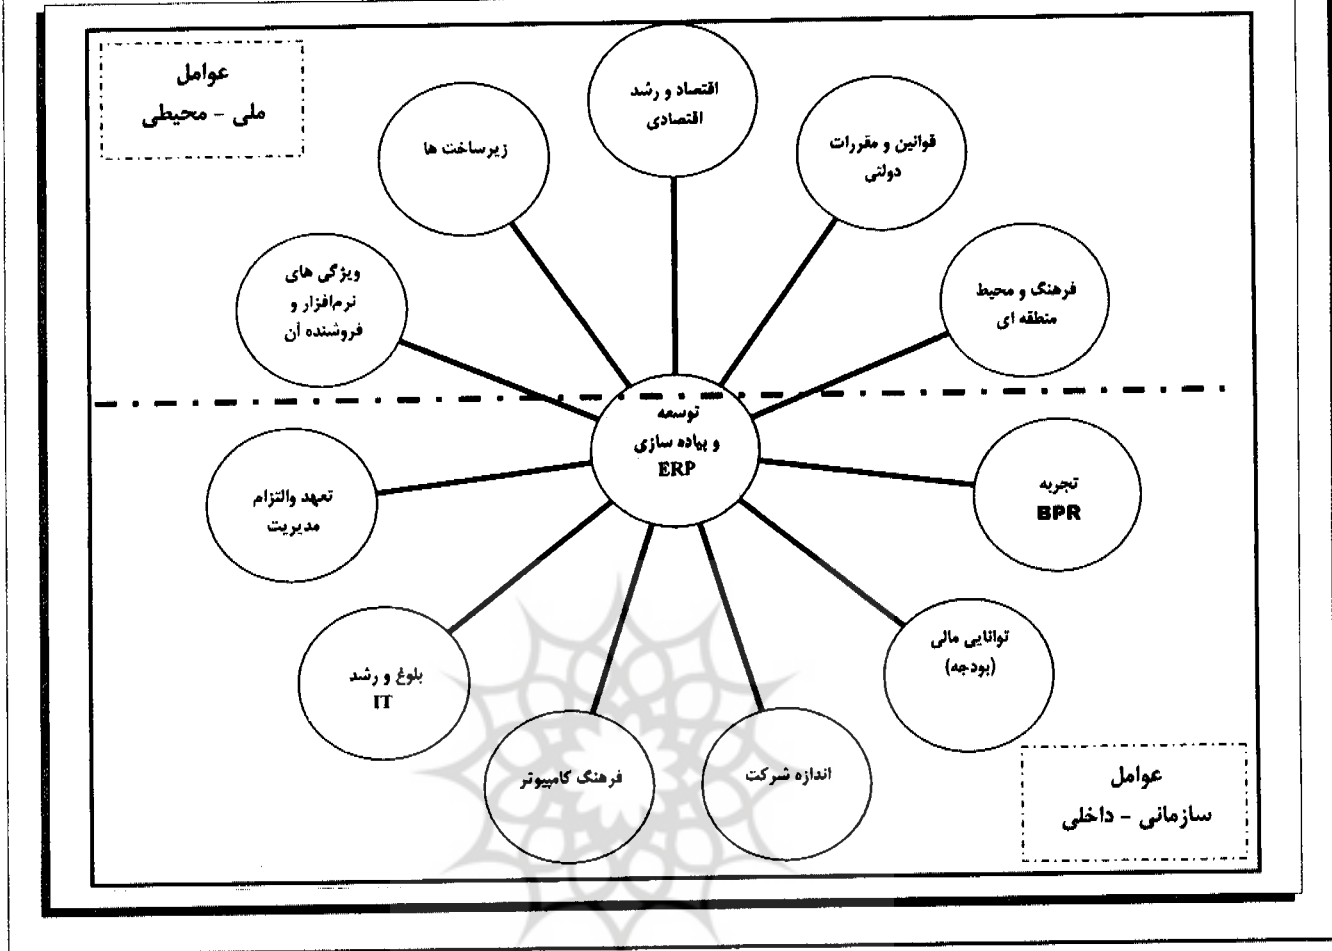 عوامل
ملی - محیطی
اقتصاد و رشد
اقتصادی
قوانین و مقررات
دولتی
زیرساخت ها
فرهنگ و محیط
منطقه ای
ویژگی های
نرم‌افزار و
فروشنده آن
توسعه
و پیاده سازی
ERP
تجربه
BPR
تعهد والتزام
مدیریت
توانایی مالی
(بودجه)
بلوغ و رشد
IT
اندازه شرکت
فرهنگ کامپیوتر
عوامل
سازمانی - داخلی